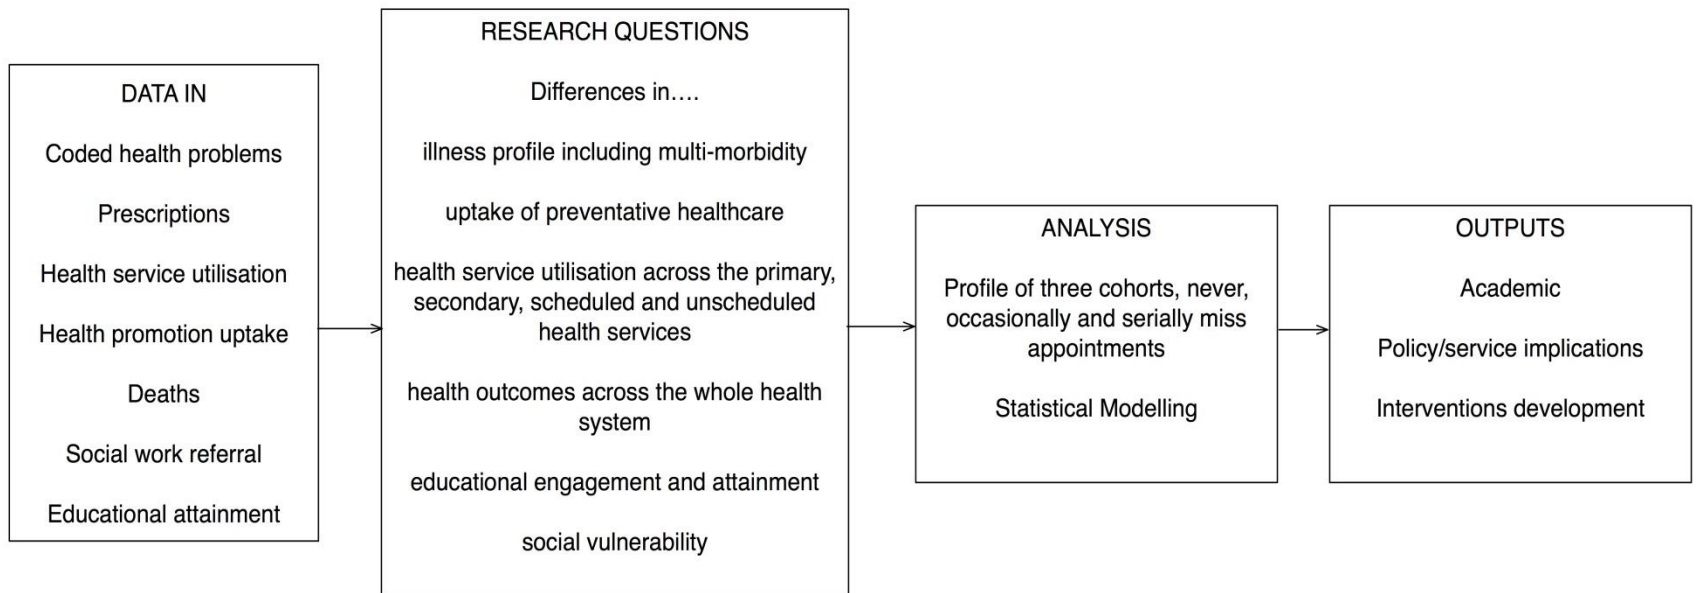 DATA IN
Coded health problems
Prescriptions
Health service utilisation
Health promotion uptake
Deaths
Social work referral
Educational attainment
RESEARCH QUESTIONS
Differences in....
illness profile including multi-morbidity
uptake of preventative healthcare
health service utilisation across the primary,
secondary, scheduled and unscheduled
health services
health outcomes across the whole health
system
educational engagement and attainment
social vulnerability
ANALYSIS
Profile of three cohorts, never,
occasionally and serially miss
appointments
Statistical Modelling
OUTPUTS
Academic
Policy/service implications
Interventions development